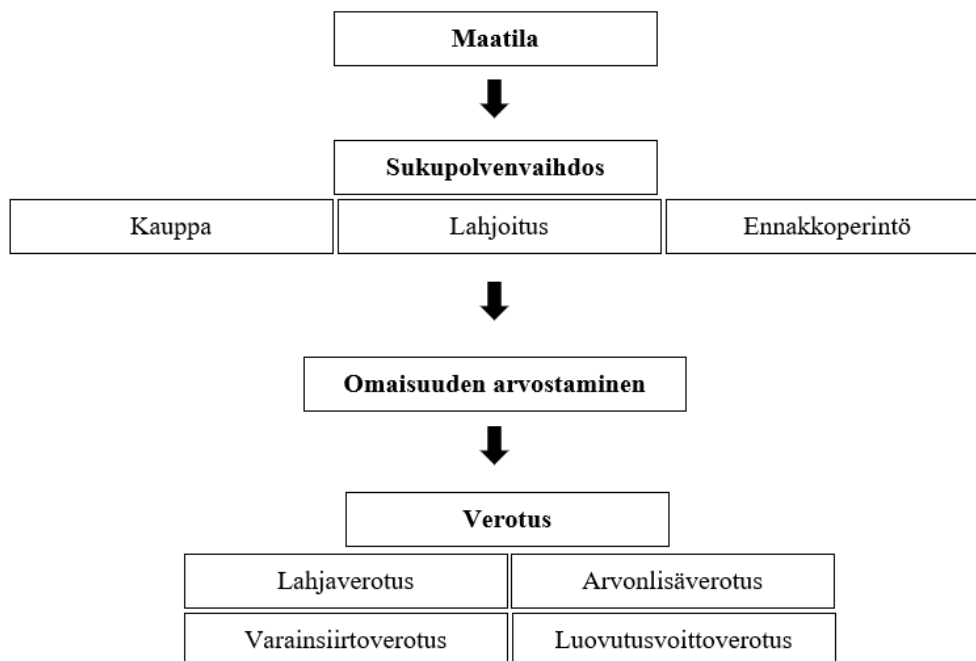 Maatila
Sukupolvenvaihdos
Kauppa
Lahjoitus
Ennakkoperintö
Omaisuuden arvostaminen
Verotus
Lahjaverotus
Arvonlisäverotus
Varainsiirtoverotus
Luovutusvoittoverotus